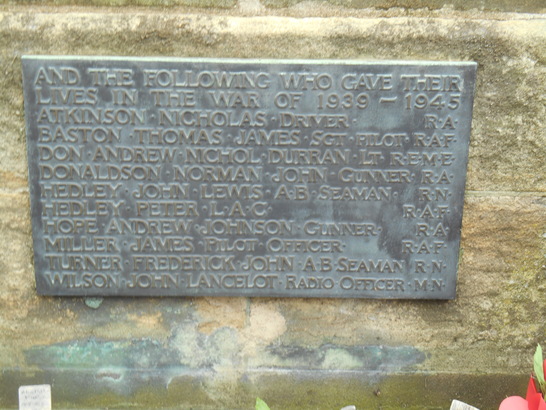 AND THE FOLLOWING WHO GAVE THEIR
LIVES IN THE WAR OF 1939 – 1945
ATKINSON · NICHOLAS · DRIVER · R.A.
BASTON · THOMAS JAMES · SGT · PILOT · R.A.F.
DON · ANDREW NICHOL DURRAN · LT · R.E.M.E.
DONALDSON · NORMAN JOHN · GUNNER · R.A.
HEDLEY · JOHN LEWIS · A.B. SEAMAN · R.N.
HEDLEY · PETER · L.A.C. R.A.F.
HOPE · ANDREW JOHNSON · GUNNER · R.A.
MILLER · JAMES · PILOT OFFICER · R.A.F.
TURNER · FREDERICK JOHN · A.B. SEAMAN · R.N.
WILSON · JOHN LANCELOT · RADIO OFFICER · M.N.